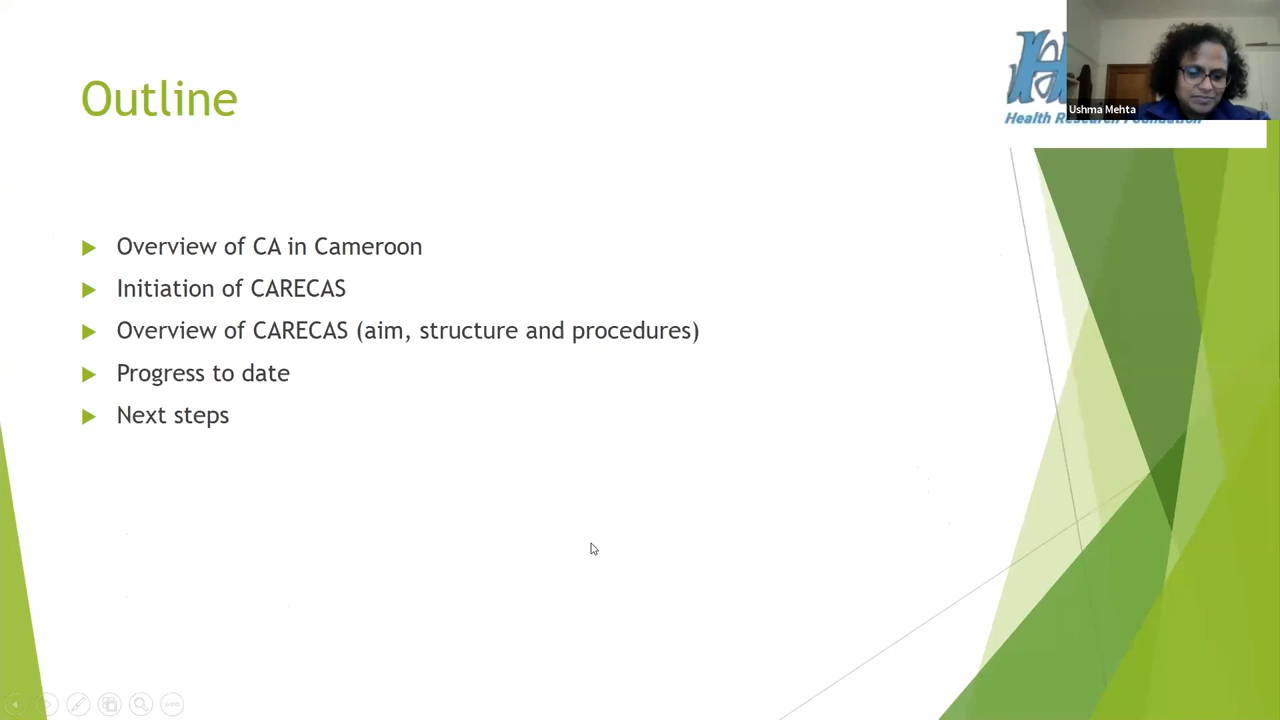 Outline
Ushma Mehta
Health Research Foundation
Overview of CA in Cameroon
Initiation of CARECAS
Overview of CARECAS (aim, structure and procedures)
Progress to date
Next steps